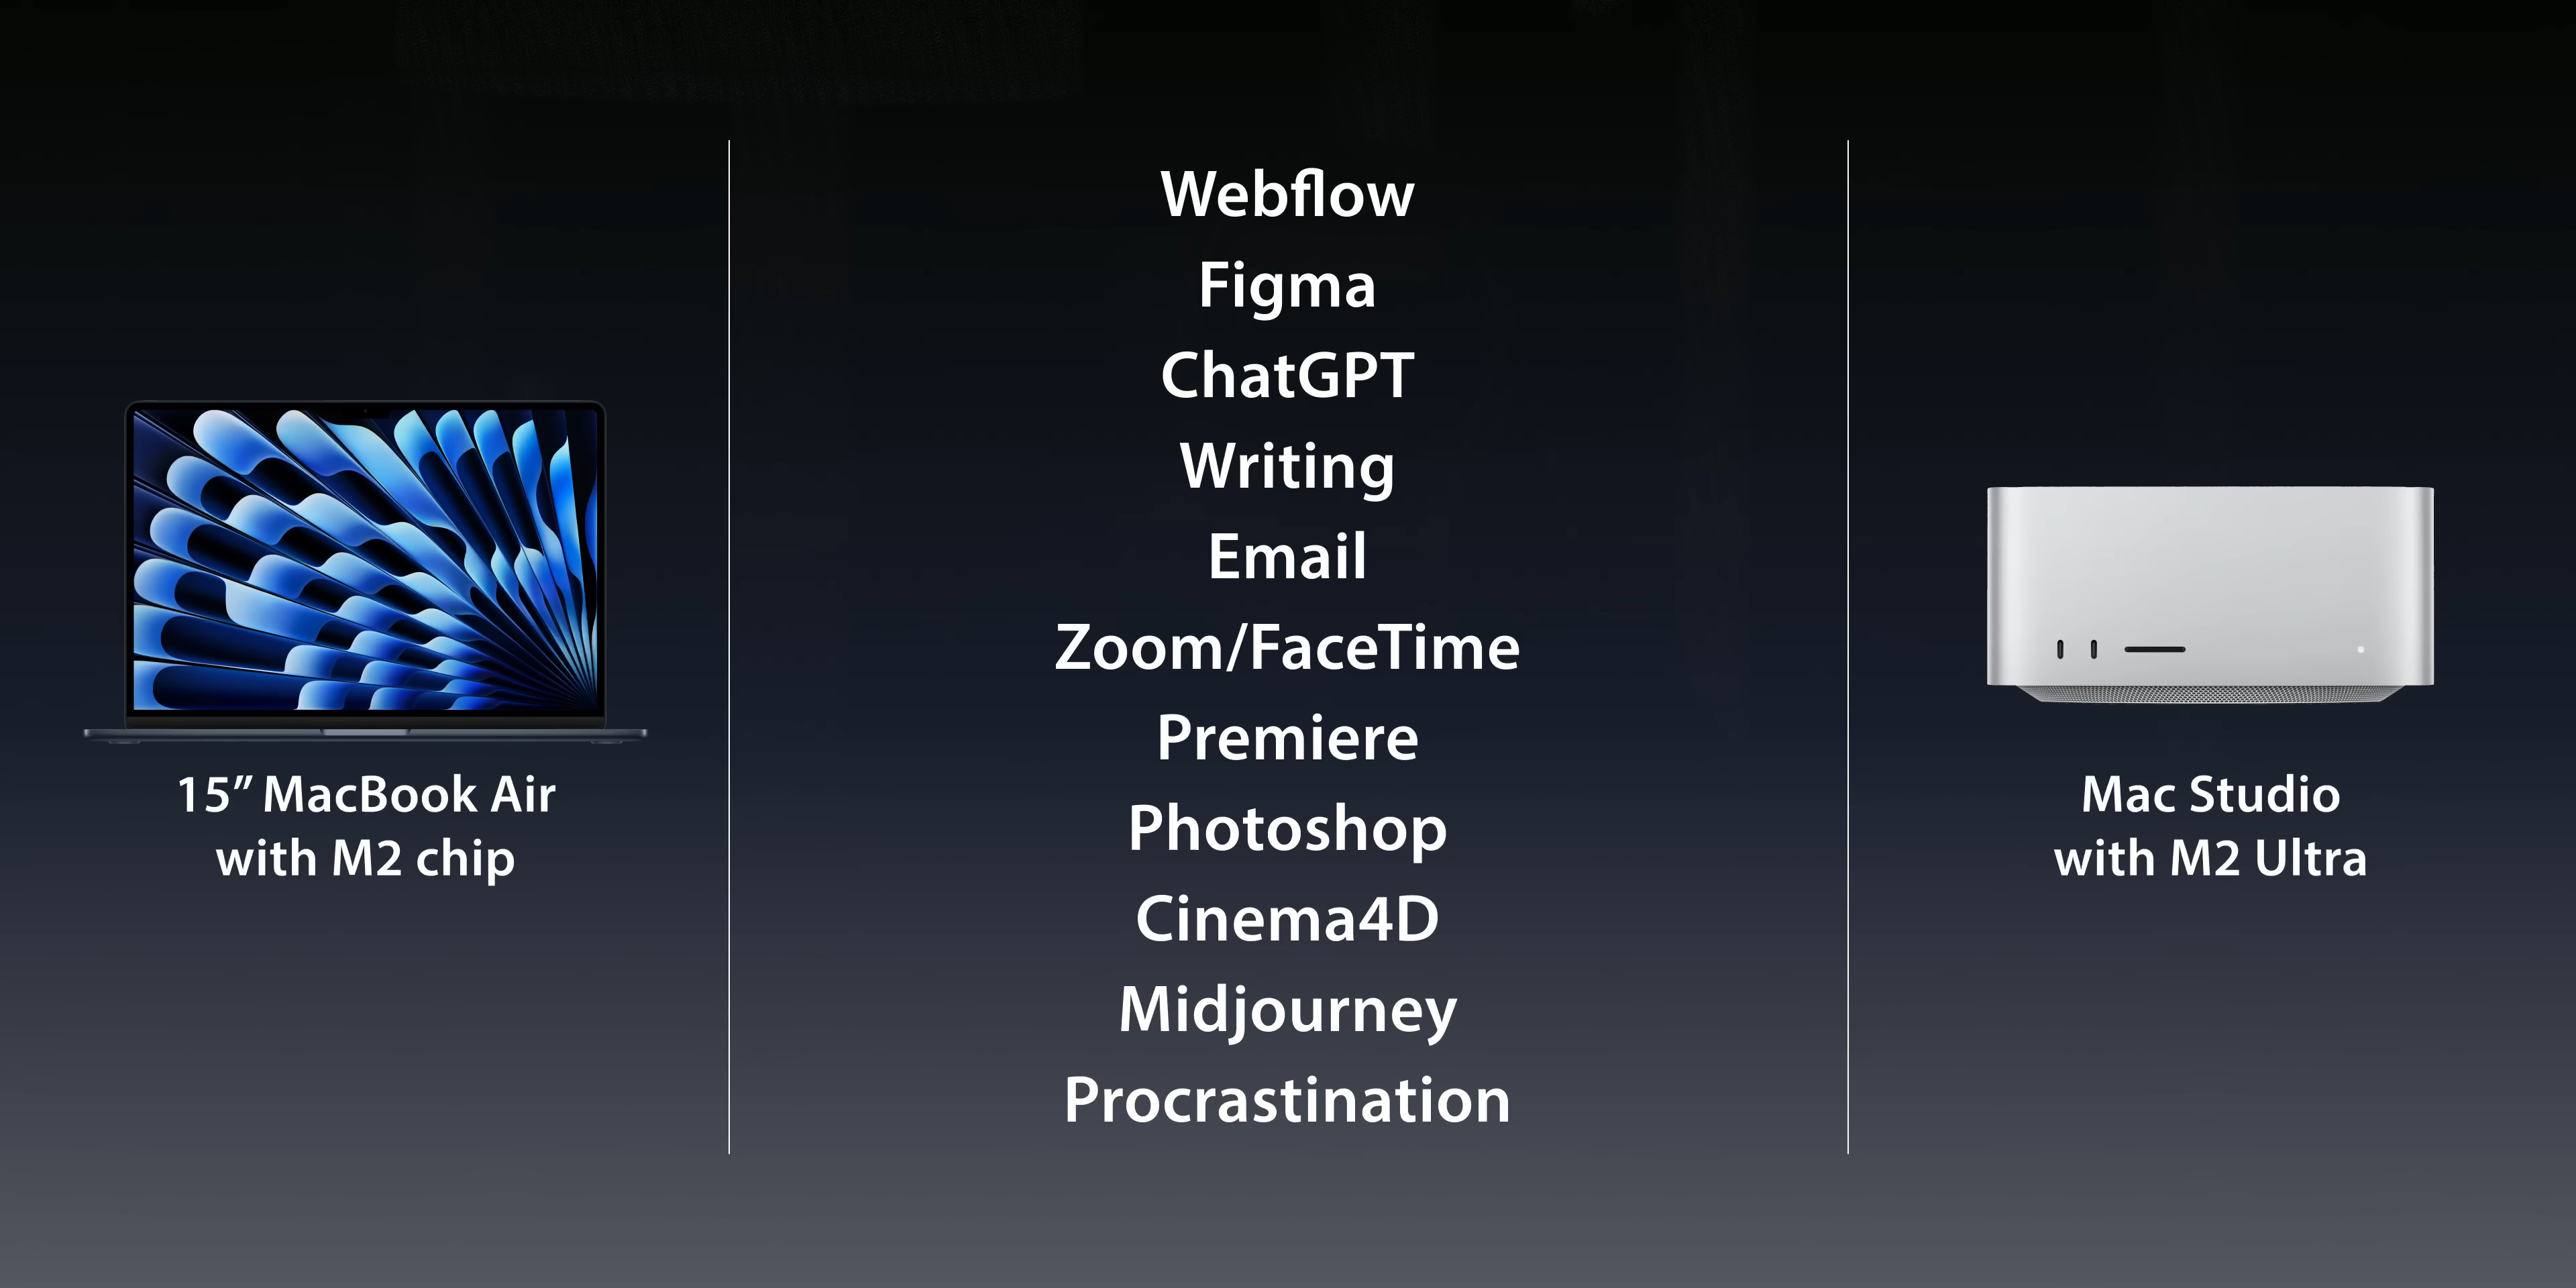 15” MacBook Air
with M2 chip
Webflow
Figma
ChatGPT
Writing
Email
Zoom/FaceTime
Premiere
Photoshop
Cinema4D
Midjourney
Procrastination
Mac Studio
with M2 Ultra